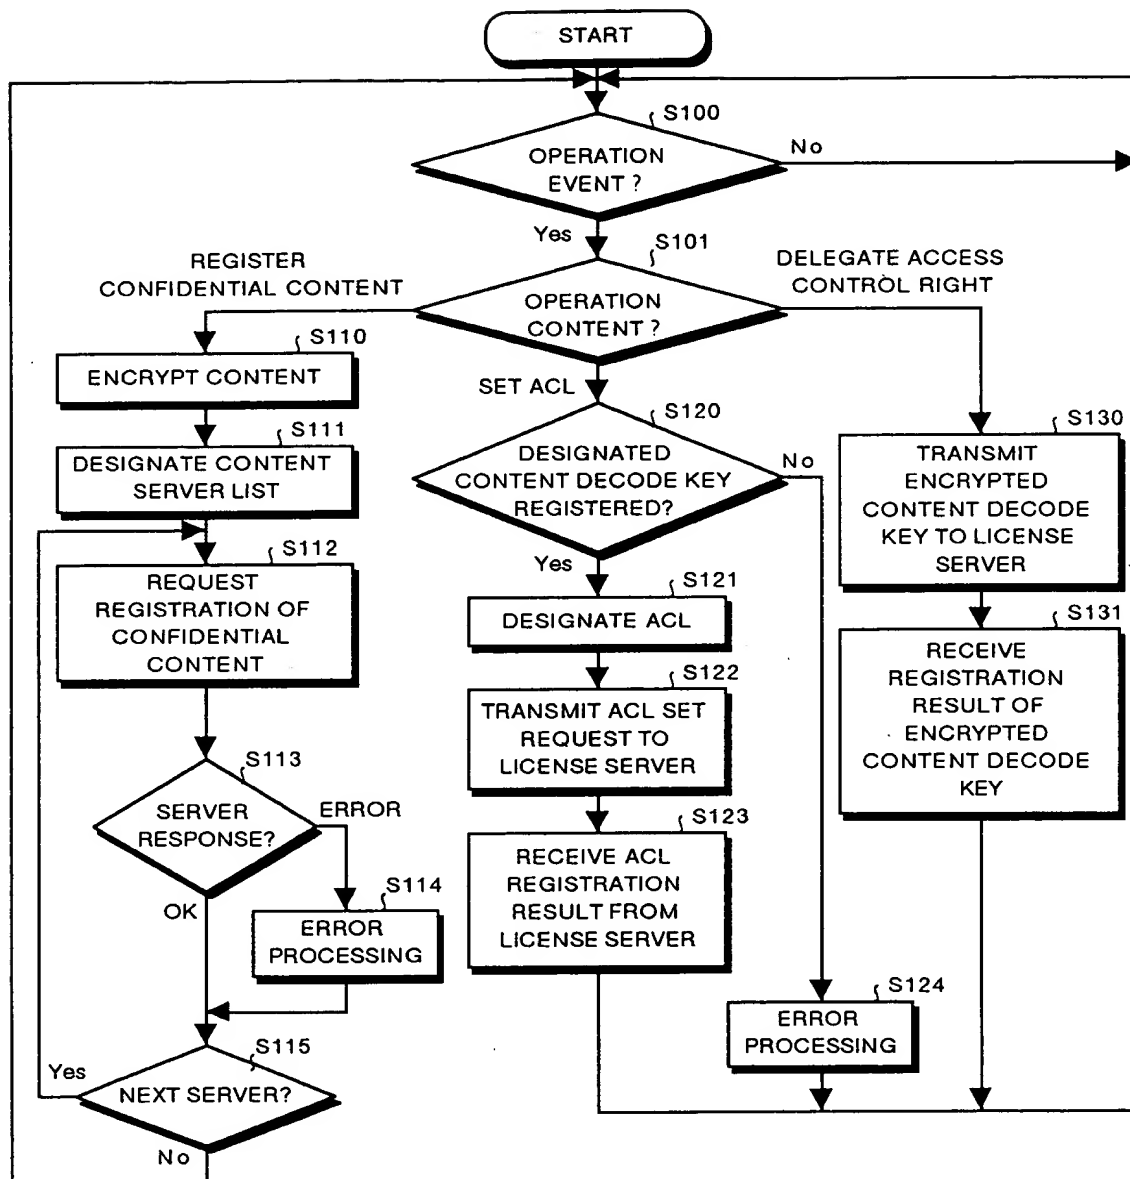 START
S100
OPERATION
EVENT ?
No
Yes
S101
REGISTER
CONFIDENTIAL CONTENT
DELEGATE ACCESS
CONTROL RIGHT
OPERATION
CONTENT ?
S110
ENCRYPT CONTENT
S111
DESIGNATE CONTENT
SERVER LIST
S112
REQUEST
REGISTRATION OF
CONFIDENTIAL
CONTENT
S113
SERVER
RESPONSE?
ERROR
OK
S114
ERROR
PROCESSING
S115
Yes
NEXT SERVER?
No
SET ACL
S120
DESIGNATED
CONTENT DECODE KEY
REGISTERED?
No
Yes
S121
DESIGNATE ACL
S122
TRANSMIT ACL SET
REQUEST TO
LICENSE SERVER
S123
RECEIVE ACL
REGISTRATION
RESULT FROM
LICENSE SERVER
S124
ERROR
PROCESSING
S130
TRANSMIT
ENCRYPTED
CONTENT DECODE
KEY TO LICENSE
SERVER
S131
RECEIVE
REGISTRATION
RESULT OF
ENCRYPTED
CONTENT DECODE
KEY